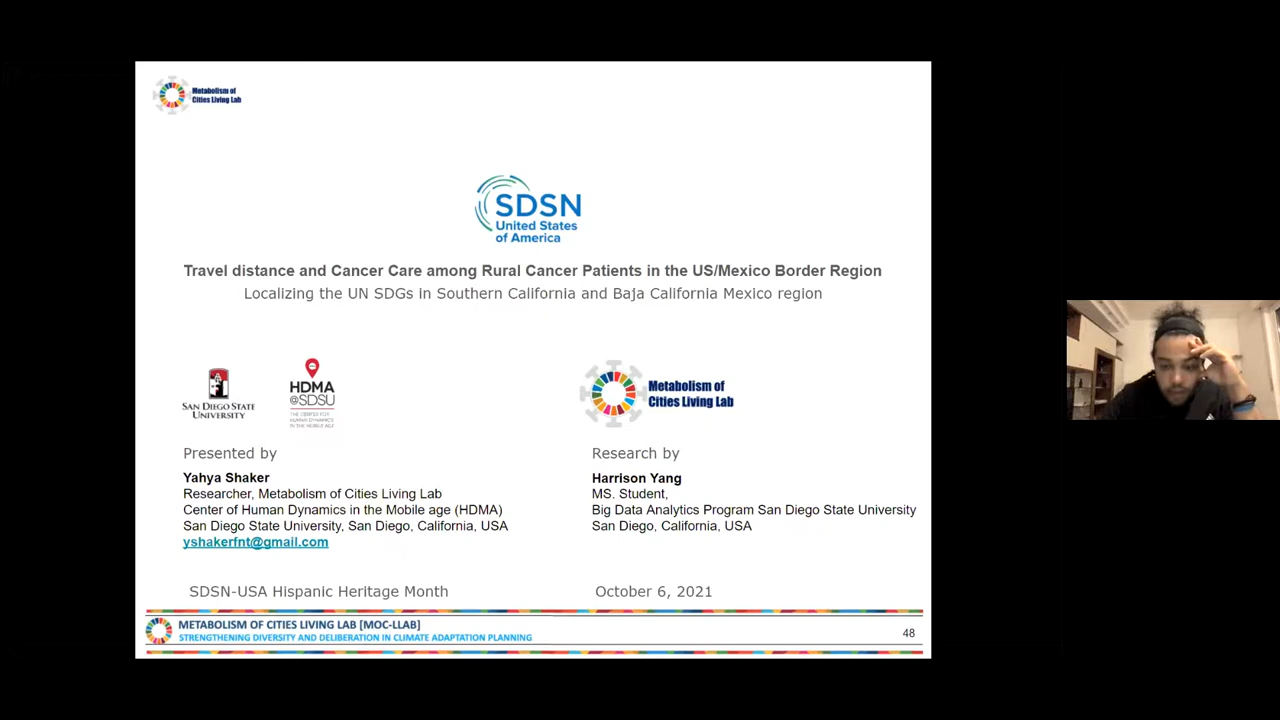 Metabolism of
Cities Living Lab
SDSN
United States
of America
Travel distance and Cancer Care among Rural Cancer Patients in the US/Mexico Border Region
Localizing the UN SDGs in Southern California and Baja California Mexico region
SAN DIEGO STATE
UNIVERSITY
HDMA
@SDSU
THE CENTER FOR
HUMAN DYNAMICS
IN THE MOBILE AGE
Metabolism of
Cities Living Lab
Presented by
Yahya Shaker
Researcher, Metabolism of Cities Living Lab
Center of Human Dynamics in the Mobile age (HDMA)
San Diego State University, San Diego, California, USA
yshakerfnt@gmail.com
Research by
Harrison Yang
MS. Student,
Big Data Analytics Program San Diego State University
San Diego, California, USA
SDSN-USA Hispanic Heritage Month
October 6, 2021
METABOLISM OF CITIES LIVING LAB [MOC-LLAB]
STRENGTHENING DIVERSITY AND DELIBERATION IN CLIMATE ADAPTATION PLANNING
48